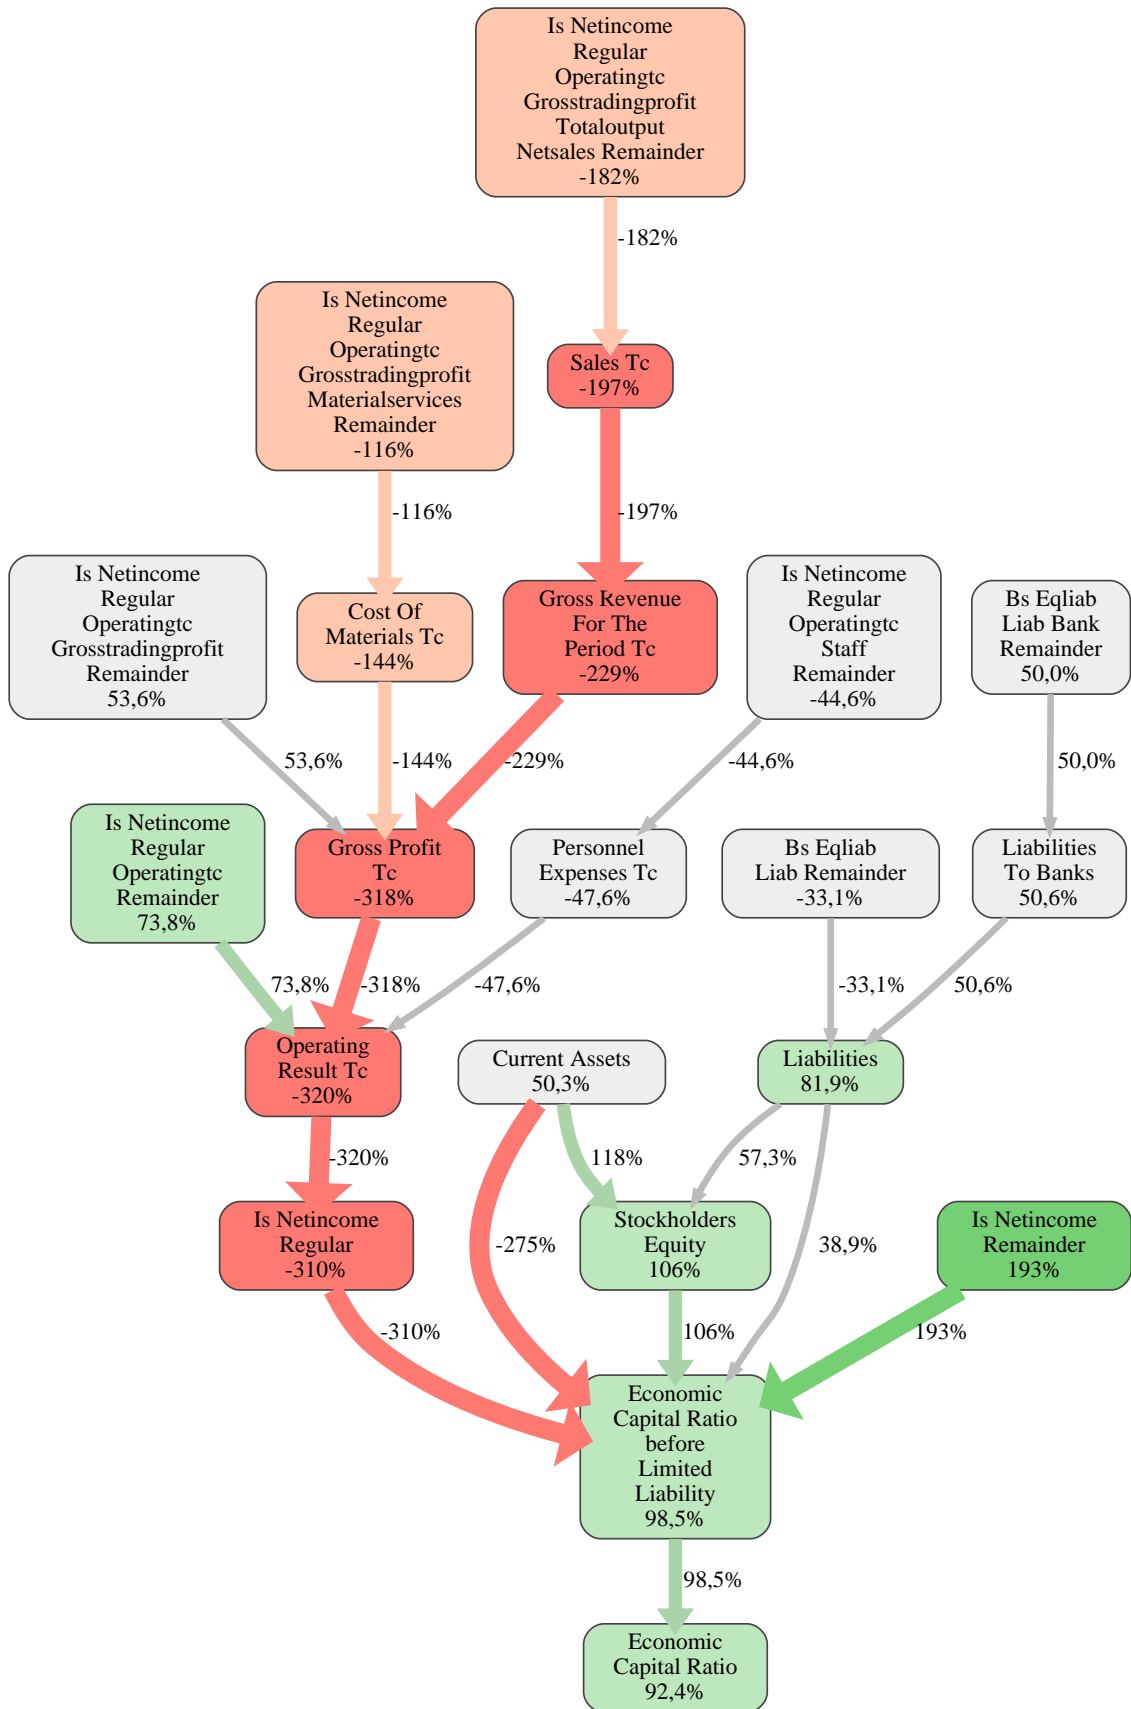 Is Netincome
Regular
Operatingtc
Grosstradingprofit
Totaloutput
Netsales Remainder
-182%
-182%
Is Netincome
Regular
Operatingtc
Grosstradingprofit
Materialservices
Remainder
-116%
Sales Tc
-197%
-116%
-197%
Is Netincome
Regular
Operatingtc
Grosstradingprofit
Remainder
53,6%
Cost Of
Materials Tc
-144%
Gross Revenue
For The
Period Tc
-229%
Is Netincome
Regular
Operatingtc
Staff
Remainder
-44,6%
Bs Eqliab
Liab Bank
Remainder
50,0%
53,6%
-144%
-229%
-44,6%
50,0%
Is Netincome
Regular
Operatingtc
Remainder
73,8%
Gross Profit
Tc
-318%
Personnel
Expenses Tc
-47,6%
Bs Eqliab
Liab Remainder
-33,1%
Liabilities
To Banks
50,6%
73,8%
-318%
-47,6%
-33,1%
50,6%
Operating
Result Tc
-320%
Current Assets
50,3%
Liabilities
81,9%
-320%
118%
57,3%
Is Netincome
Regular
-310%
-275%
Stockholders
Equity
106%
38,9%
Is Netincome
Remainder
193%
-310%
106%
193%
Economic
Capital Ratio
before
Limited
Liability
98,5%
98,5%
Economic
Capital Ratio
92,4%